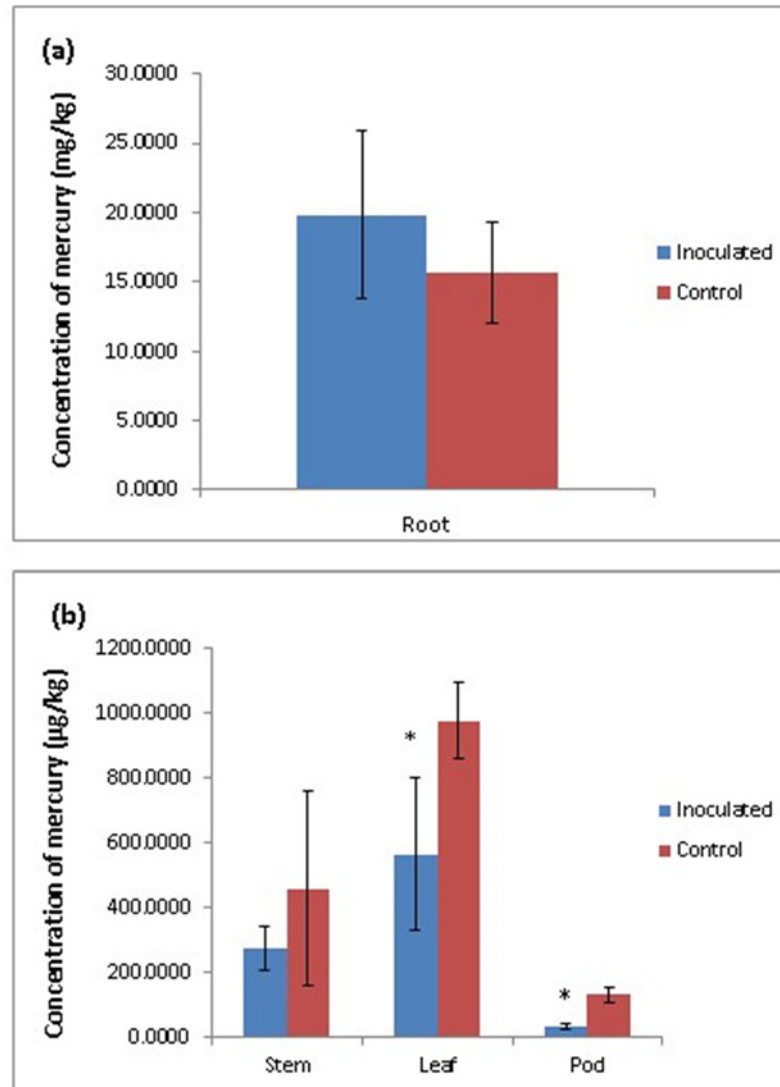 (a)
Concentration of mercury (mg/kg)
30.0000
25.0000
20.0000
15.0000
10.0000
5.0000
0.0000
Root
Inoculated
Control
(b)
Concentration of mercury (µg/kg)
1200.0000
1000.0000
800.0000
600.0000
400.0000
200.0000
0.0000
*
*
Stem Leaf Pod
Inoculated
Control